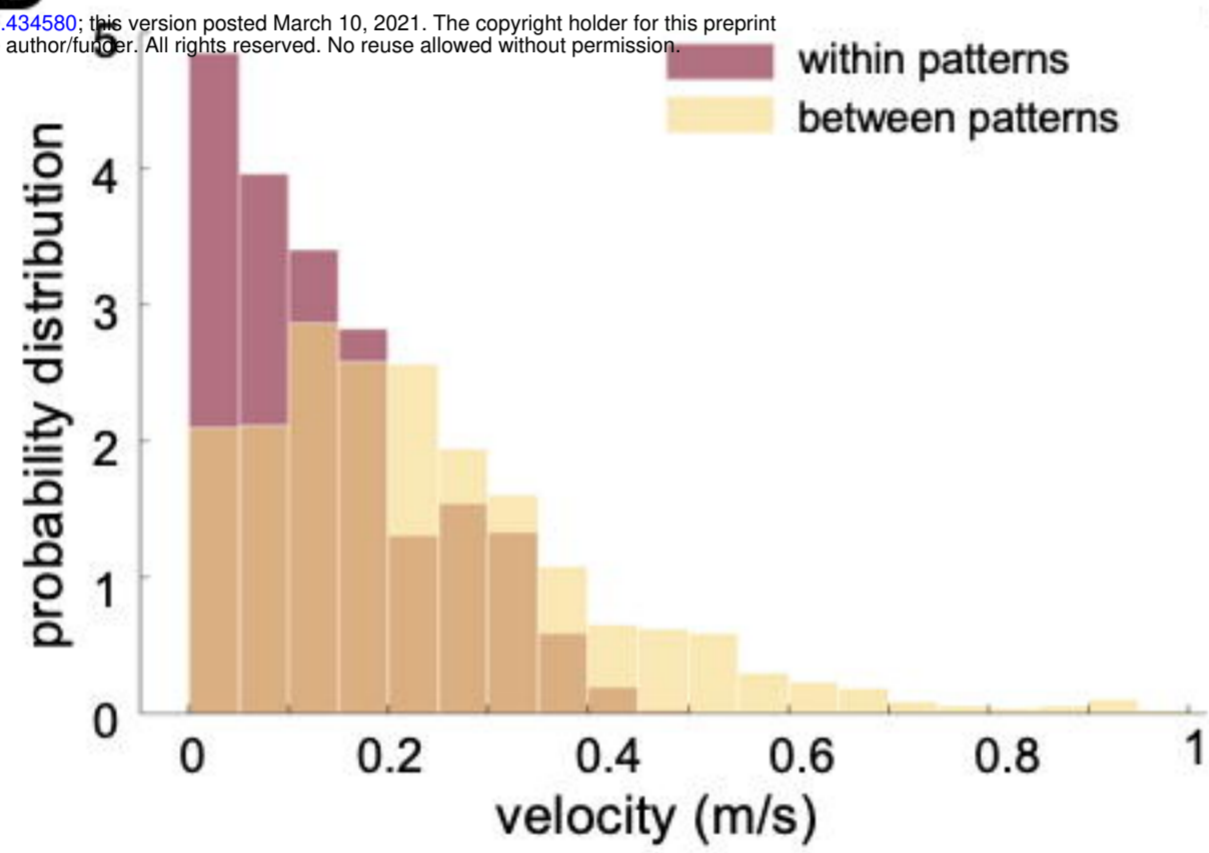 .434580; this version posted March 10, 2021. The copyright holder for this preprint
author/funder. All rights reserved. No reuse allowed without permission.
within patterns
between patterns
probability distribution
5
4
3
2
1
0
0 0.2 0.4 0.6 0.8 1
velocity (m/s)